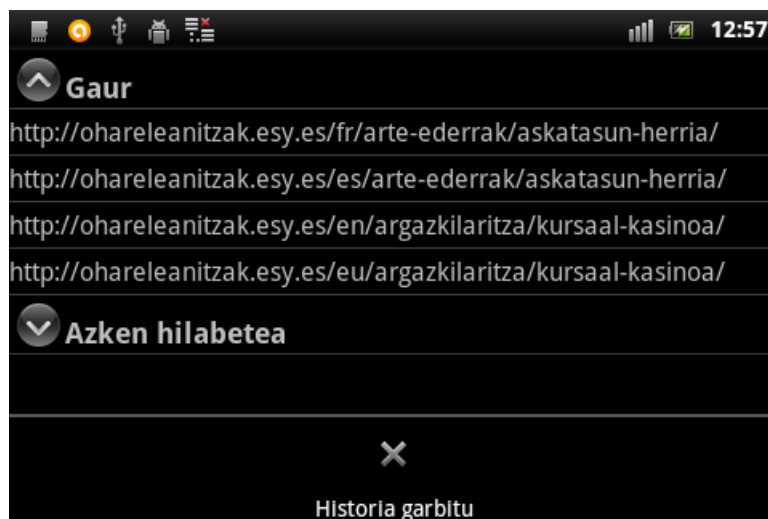 12:57
Gaur
http://ohareleanitzak.esy.es/fr/arte-ederrak/askatasun-herria/
http://ohareleanitzak.esy.es/es/arte-ederrak/askatasun-herria/
http://ohareleanitzak.esy.es/en/argazkilaritza/kursaal-kasinoa/
http://ohareleanitzak.esy.es/eu/argazkilaritza/kursaal-kasinoa/
Azken hilabetea
Historia garbitu